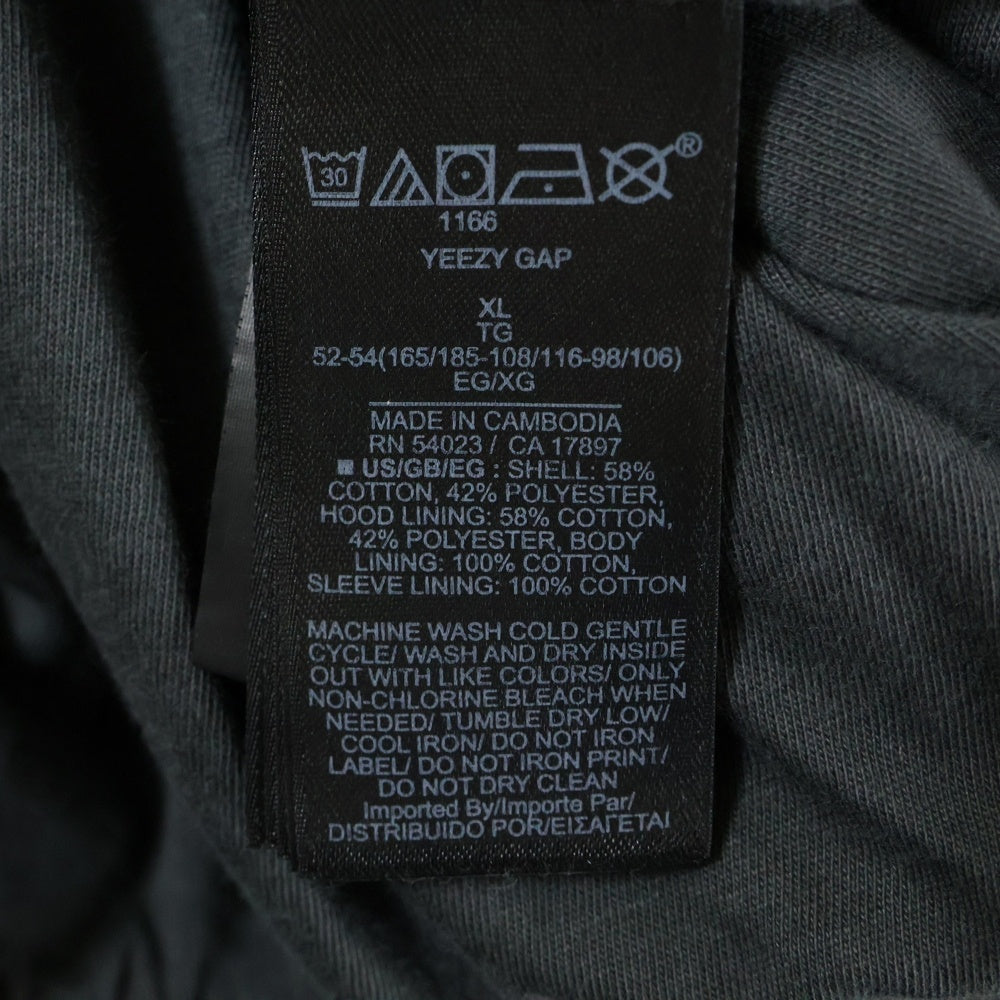 30 ®
1166
YEEZY GAP
XL
TG
52-54(165/185-108/116-98/106)
EG/XG
MADE IN CAMBODIA
RN 54023 / CA 17897
■ US/GB/EG : SHELL: 58%
COTTON, 42% POLYESTER,
HOOD LINING: 58% COTTON,
42% POLYESTER, BODY
LINING: 100% COTTON,
SLEEVE LINING: 100% COTTON
MACHINE WASH COLD GENTLE
CYCLE/ WASH AND DRY INSIDE
OUT WITH LIKE COLORS/ ONLY
NON-CHLORINE BLEACH WHEN
NEEDED/ TUMBLE DRY LOW/
COOL IRON/ DO NOT IRON
LABEL/ DO NOT IRON PRINT/
DO NOT DRY CLEAN
Imported By/Importe Par/
DISTRIBUIDO POR/ΕΙΣΑΓΕΤΑΙ